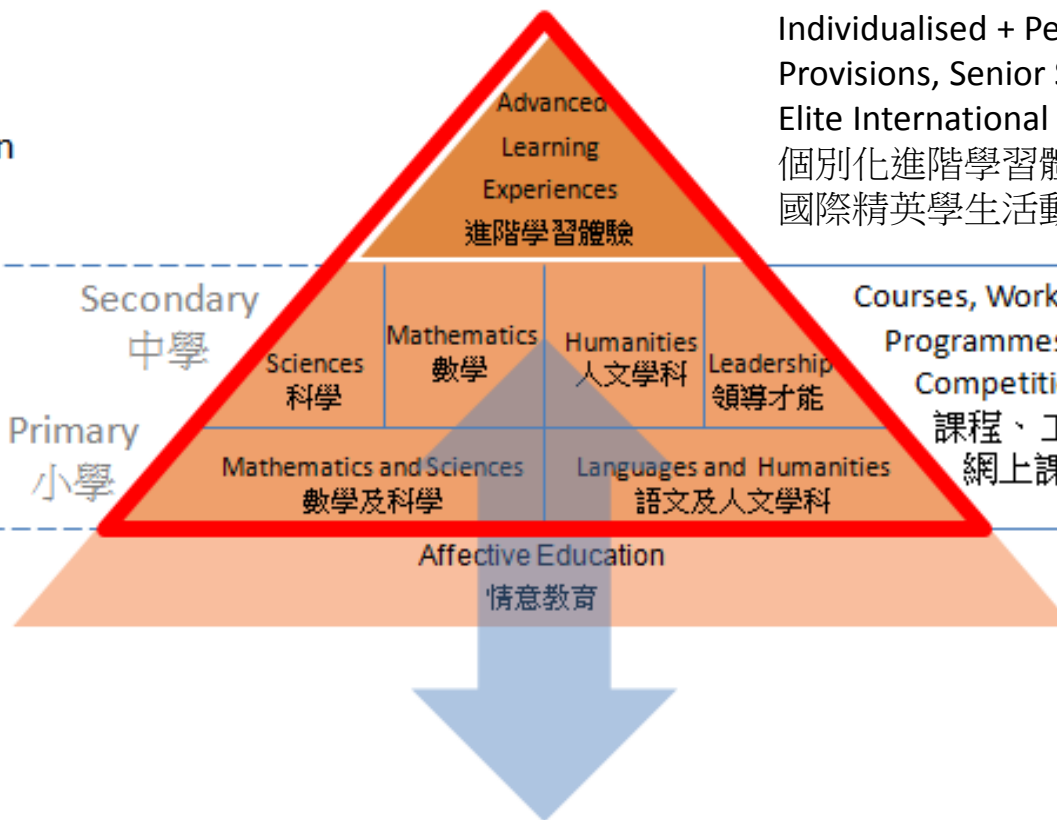 Individualised + Pe
Provisions, Senior S
Elite International
個別化進階學習體
國際精英學生活動
n
Advanced
Learning
Experiences
進階學習體驗
Secondary
中學
Primary
小學
Sciences
科學
Mathematics
數學
Humanities
人文學科
Leadership
領導才能
Mathematics and Sciences
數學及科學
Languages and Humanities
語文及人文學科
Courses, Work
Programmes
Competiti
課程、工
網上課
Affective Education
情意教育